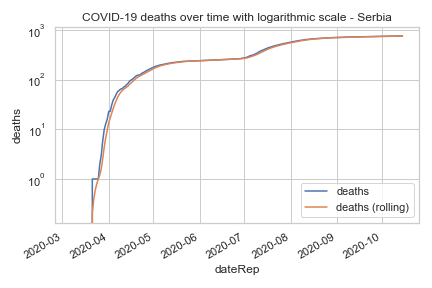 COVID-19 deaths over time with logarithmic scale - Serbia
10³
10²
10¹
10⁰
deaths
deaths
deaths (rolling)
2020-03
2020-04
2020-05
2020-06
2020-07
2020-08
2020-09
2020-10
dateRep